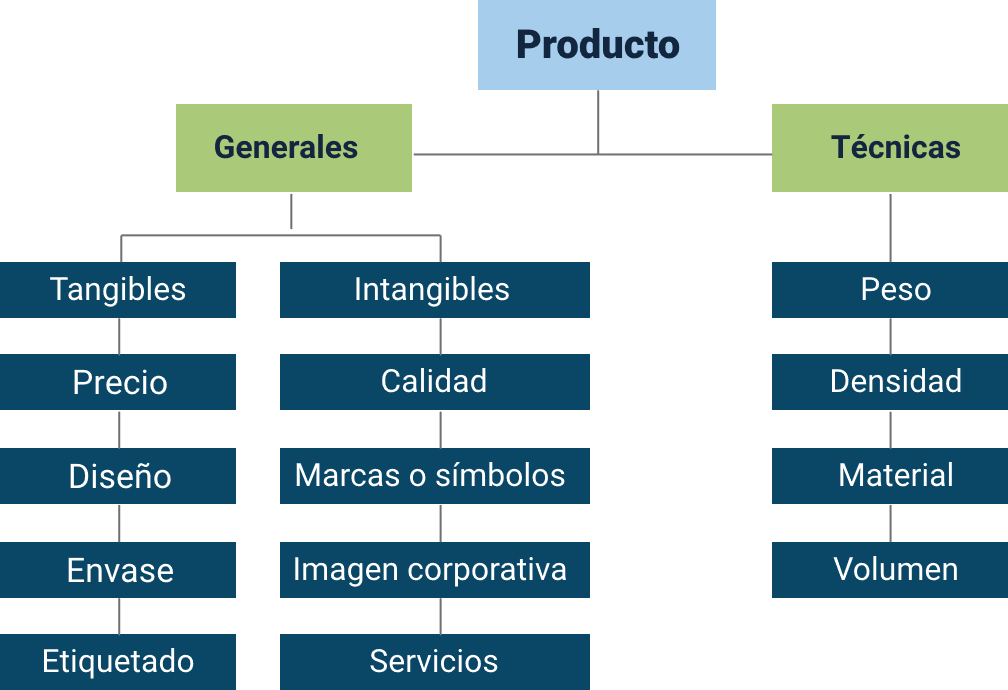 Producto
Generales
Técnicas
Tangibles
Intangibles
Peso
Precio
Calidad
Densidad
Diseño
Marcas o símbolos
Material
Envase
Imagen corporativa
Volumen
Etiquetado
Servicios